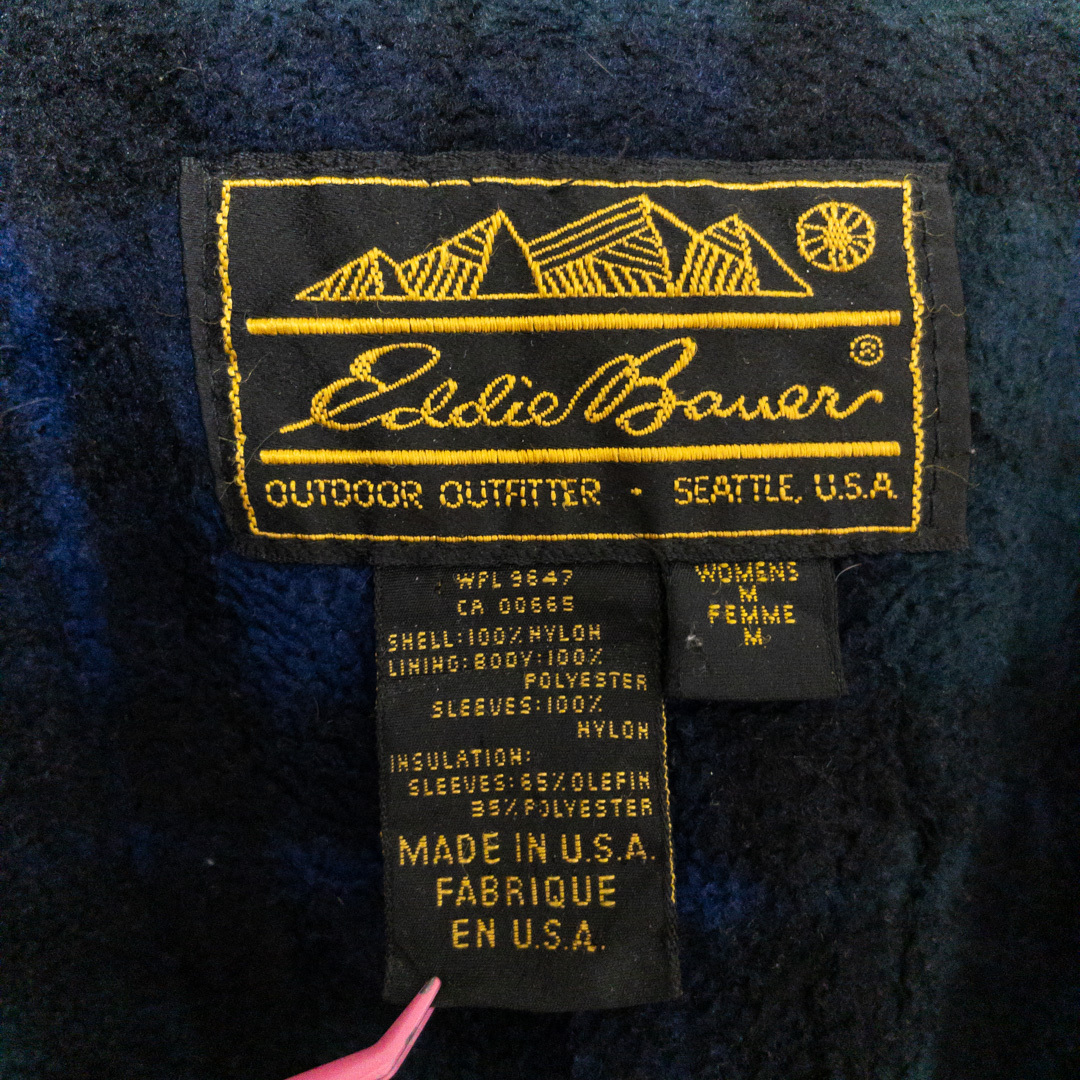 Eddie Bauer ®
OUTDOOR OUTFITTER · SEATTLE, U.S.A.
WPL 9647
CA 00665
SHELL:100% NYLON
LINING: BODY:100%
POLYESTER
SLEEVES:100%
NYLON
INSULATION:
SLEEVES:65% OLEFIN
35% POLYESTER
MADE IN U.S.A.
FABRIQUE
EN U.S.A.
WOMENS
M
FEMME
M